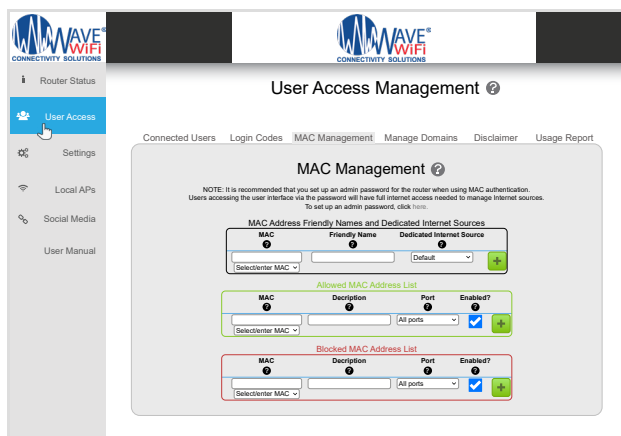 WAVE®
WiFi
CONNECTIVITY SOLUTIONS
WAVE®
WiFi
CONNECTIVITY SOLUTIONS
i Router Status
User Access
Settings
Local APs
Social Media
User Manual
User Access Management ?
Connected Users Login Codes MAC Management Manage Domains Disclaimer Usage Report
MAC Management ?
NOTE: It is recommended that you set up an admin password for the router when using MAC authentication.
Users accessing the user interface via the password will have full internet access needed to manage Internet sources.
To set up an admin password, click here.
MAC Address Friendly Names and Dedicated Internet Sources
MAC Friendly Name Dedicated Internet Source
? ? ?
Default +
Select/enter MAC
Allowed MAC Address List
MAC Decription Port Enabled?
? ? ? ?
All ports +
Select/enter MAC
Blocked MAC Address List
MAC Decription Port Enabled?
? ? ? ?
All ports +
Select/enter MAC